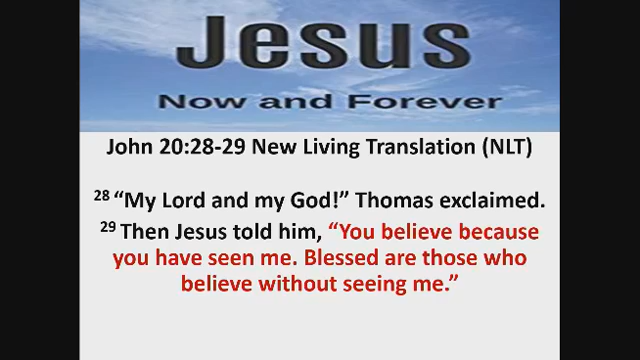 Jesus
Now and Forever
John 20:28-29 New Living Translation (NLT)
28 “My Lord and my God!” Thomas exclaimed.
29 Then Jesus told him, “You believe because
you have seen me. Blessed are those who
believe without seeing me.”